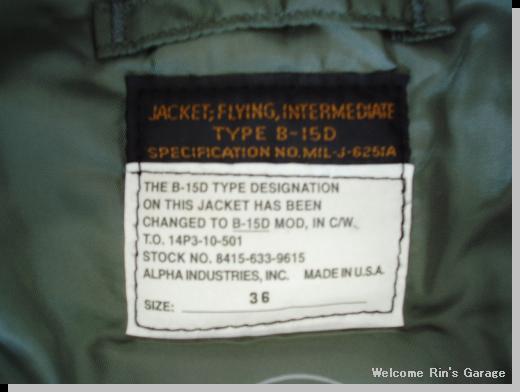 JACKET; FLYING, INTERMEDIATE
TYPE B-15D
SPECIFICATION NO. MIL-J-6251A
THE B-15D TYPE DESIGNATION
ON THIS JACKET HAS BEEN
CHANGED TO B-15D MOD, IN C/W.
T.O. 14P3-10-501
STOCK NO. 8415-633-9615
ALPHA INDUSTRIES, INC. MADE IN U.S.A.
SIZE: 36
Welcome Rin's Garage